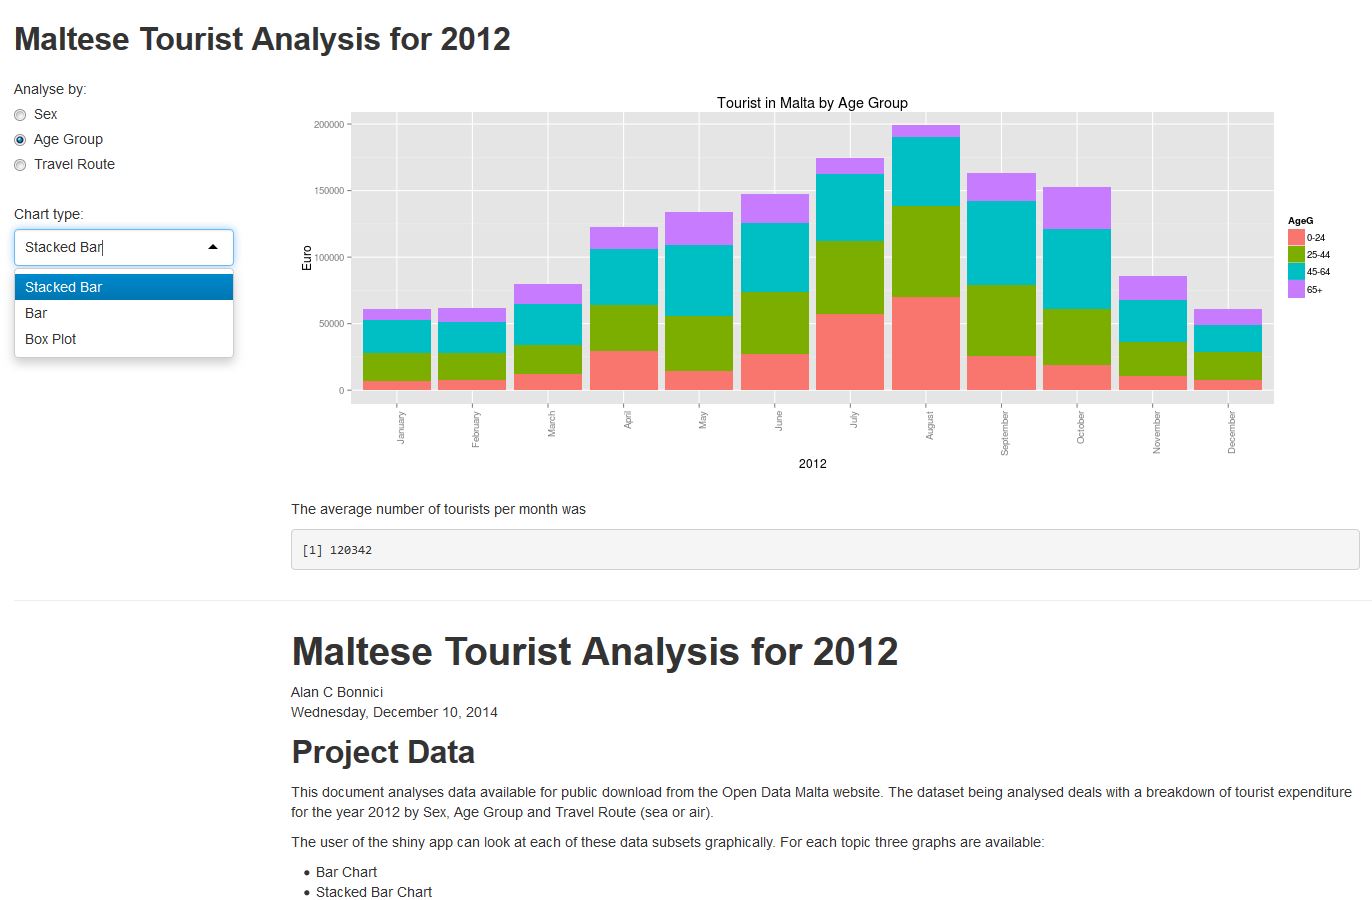 Maltese Tourist Analysis for 2012
Analyse by:
Sex
Age Group
Travel Route
Chart type:
Stacked Bar
Stacked Bar
Bar
Box Plot
Tourist in Malta by Age Group
Euro
200000
150000
100000
50000
0
January
February
March
April
May
June
July
August
September
October
November
December
2012
AgeG
0-24
25-44
45-64
65+
The average number of tourists per month was
[1] 120342
Maltese Tourist Analysis for 2012
Alan C Bonnici
Wednesday, December 10, 2014
Project Data
This document analyses data available for public download from the Open Data Malta website. The dataset being analysed deals with a breakdown of tourist expenditure
for the year 2012 by Sex, Age Group and Travel Route (sea or air).
The user of the shiny app can look at each of these data subsets graphically. For each topic three graphs are available:
• Bar Chart
• Stacked Bar Chart